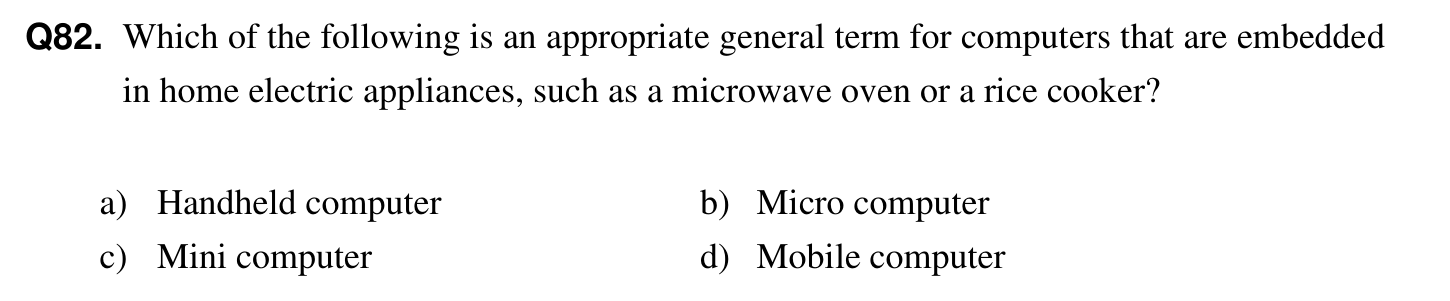 Q82. Which of the following is an appropriate general term for computers that are embedded
in home electric appliances, such as a microwave oven or a rice cooker?
a) Handheld computer b) Micro computer
c) Mini computer d) Mobile computer